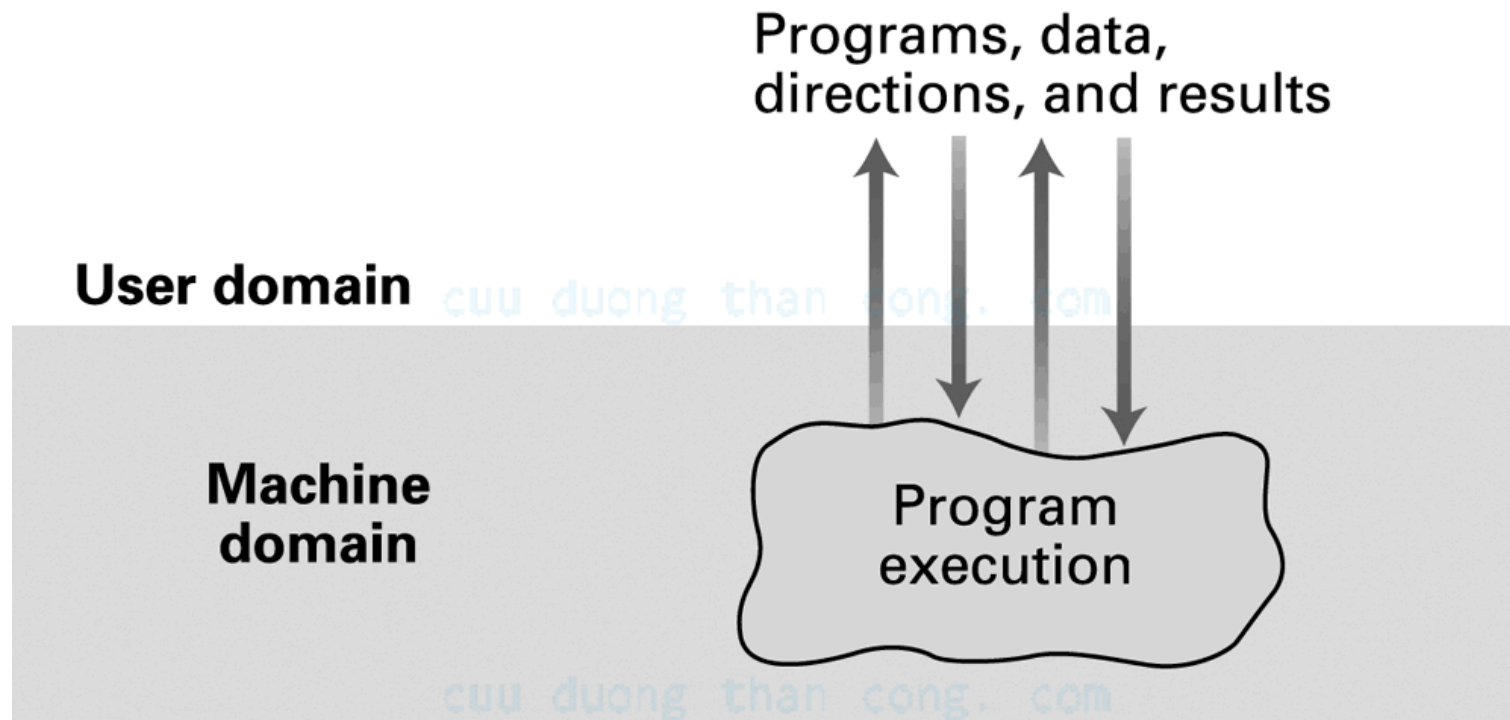 Programs, data,
directions, and results
User domain
cuu duong than cong. com
Machine
domain
Program
execution
cuu duong than cong. com